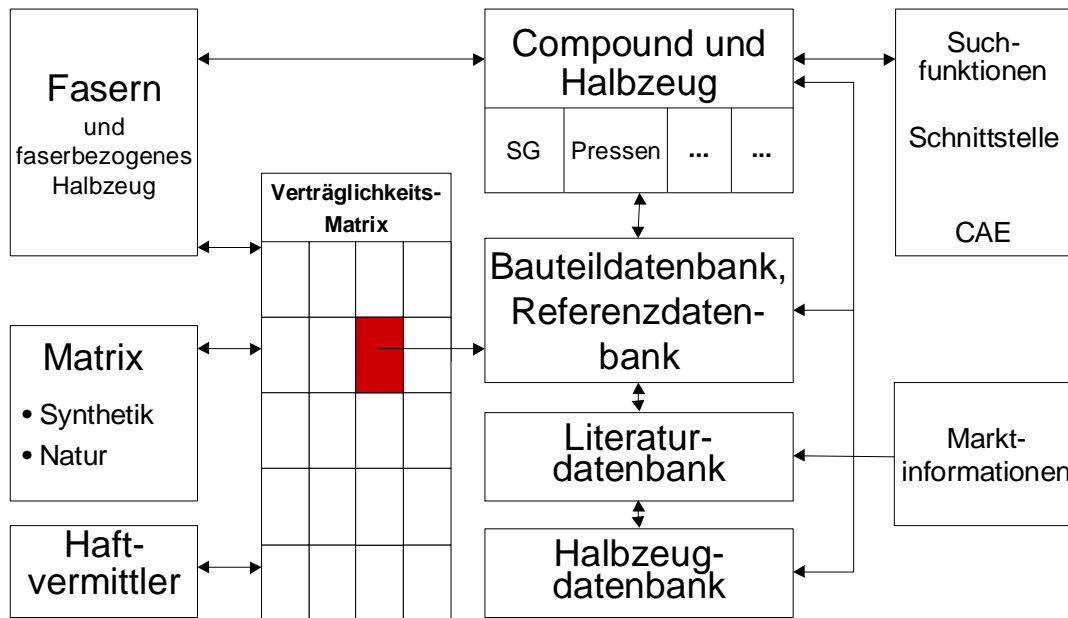 Fasern
und
faserbezogenes
Halbzeug
Matrix
• Synthetik
• Natur
Haft-
vermittler
Verträglichkeits-
Matrix
Compound und
Halbzeug
SG Pressen ... ...
Bauteildatenbank,
Referenzdaten-
bank
Literatur-
datenbank
Halbzeug-
datenbank
Such-
funktionen
Schnittstelle
CAE
Markt-
informationen